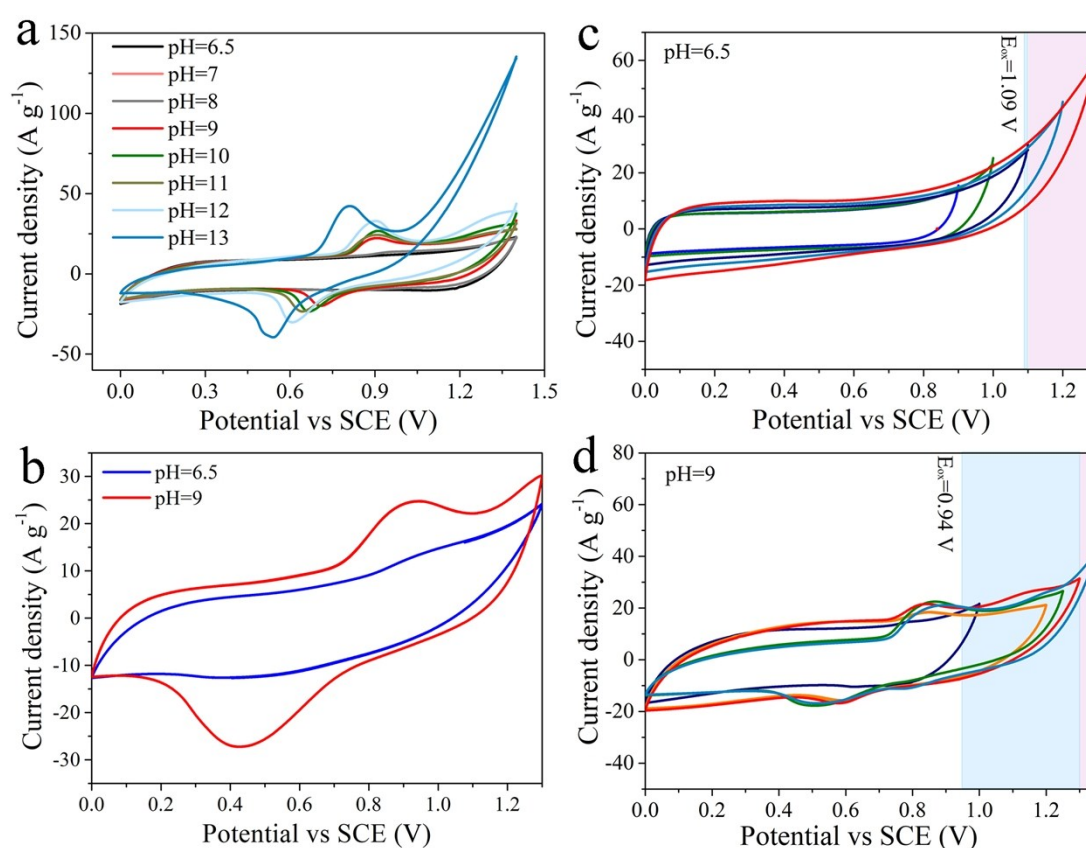 a
150
100
50
0
-50
Current density (A g⁻¹)
pH=6.5
pH=7
pH=8
pH=9
pH=10
pH=11
pH=12
pH=13
0.0 0.3 0.6 0.9 1.2 1.5
Potential vs SCE (V)
c
60
40
20
0
-20
-40
Current density (A g⁻¹)
pH=6.5
Eox=1.09 V
0.0 0.2 0.4 0.6 0.8 1.0 1.2
Potential vs SCE (V)
b
30
20
10
0
-10
-20
-30
Current density (A g⁻¹)
pH=6.5
pH=9
0.0 0.2 0.4 0.6 0.8 1.0 1.2
Potential vs SCE (V)
d
80
60
40
20
0
-20
-40
Current density (A g⁻¹)
pH=9
Eox=0.94 V
0.0 0.2 0.4 0.6 0.8 1.0 1.2
Potential vs SCE (V)